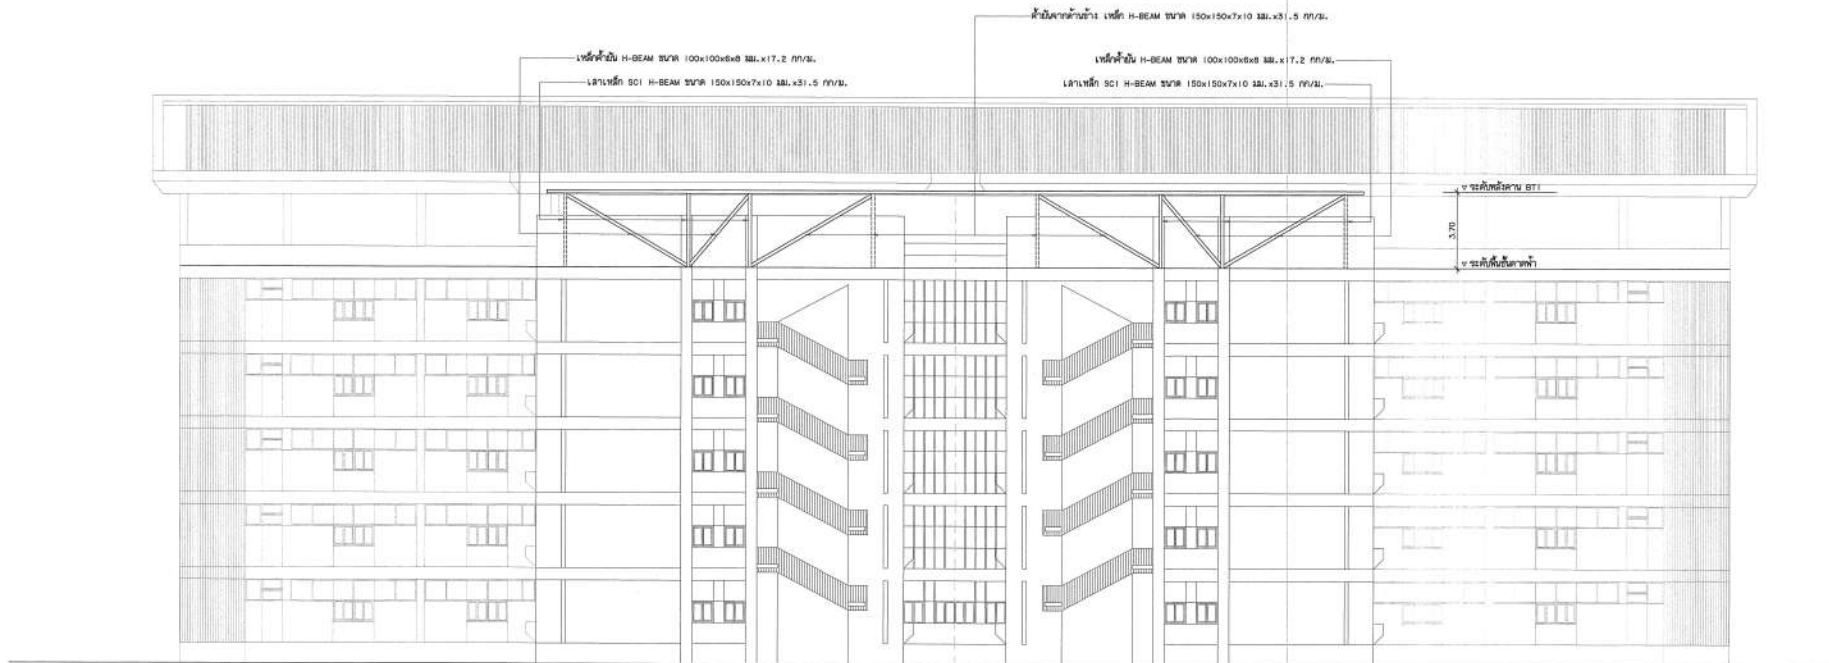 ค้ำยันจากด้านข้าง เหล็ก H-BEAM ขนาด 150x150x7x10 มม.x31.5 กก/ม.
เหล็กค้ำยัน H-BEAM ขนาด 100x100x6x8 มม.x17.2 กก/ม.
เหล็กค้ำยัน H-BEAM ขนาด 100x100x6x8 มม.x17.2 กก/ม.
เสาเหล็ก SC1 H-BEAM ขนาด 150x150x7x10 มม.x31.5 กก/ม.
เสาเหล็ก SC1 H-BEAM ขนาด 150x150x7x10 มม.x31.5 กก/ม.
ระดับหลังคาน BT1
3.70
ระดับพื้นชั้นดาดฟ้า